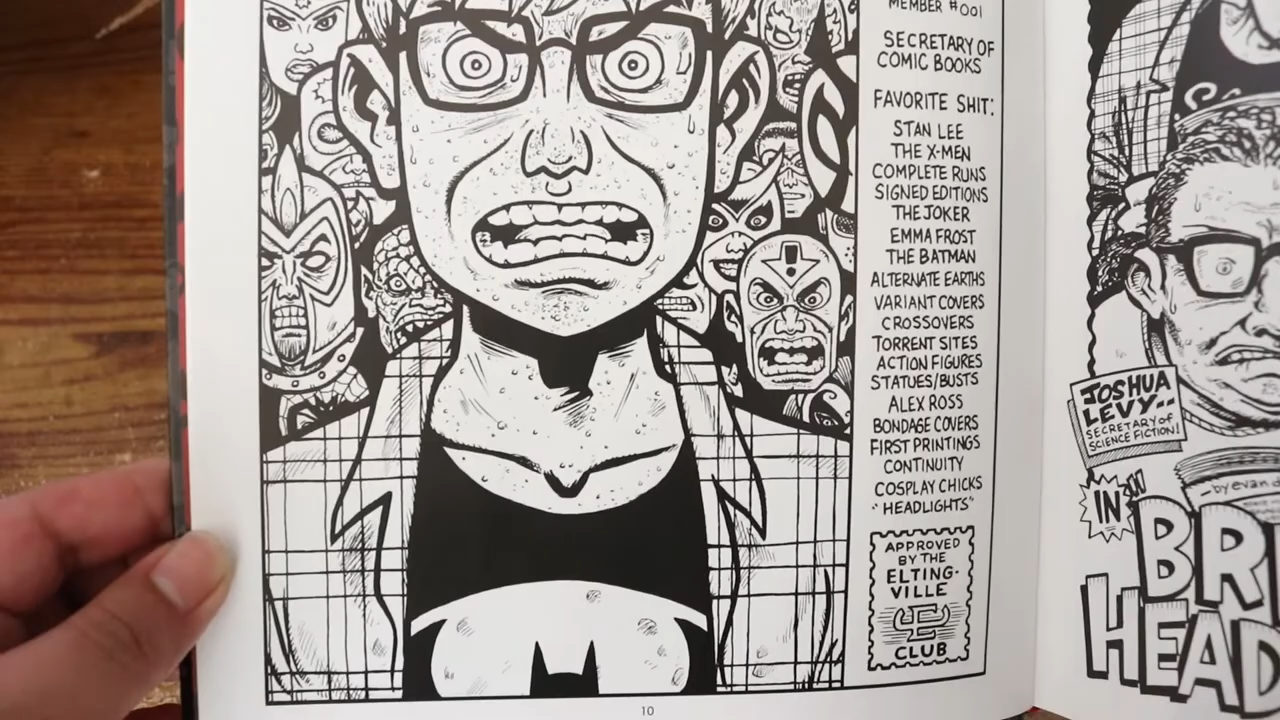 MEMBER #001
SECRETARY OF
COMIC BOOKS
FAVORITE SHIT:
STAN LEE
THE X-MEN
COMPLETE RUNS
SIGNED EDITIONS
THE JOKER
EMMA FROST
THE BATMAN
ALTERNATE EARTHS
VARIANT COVERS
CROSSOVERS
TORRENT SITES
ACTION FIGURES
STATUES/BUSTS
ALEX ROSS
BONDAGE COVERS
FIRST PRINTINGS
CONTINUITY
COSPLAY CHICKS
"HEADLIGHTS"
APPROVED
BY THE
ELTING-
VILLE
CLUB
10
JOSHUA
LEVY--
SECRETARY OF
SCIENCE FICTION!
IN
-by evan
BR
HEAD